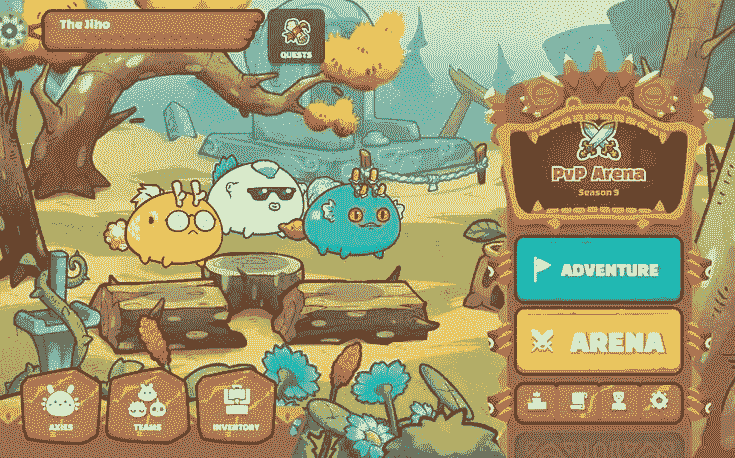 The Jiho
QUESTS
PvP Arena
Season 9
ADVENTURE
ARENA
AXIES
TEAMS
INVENTORY